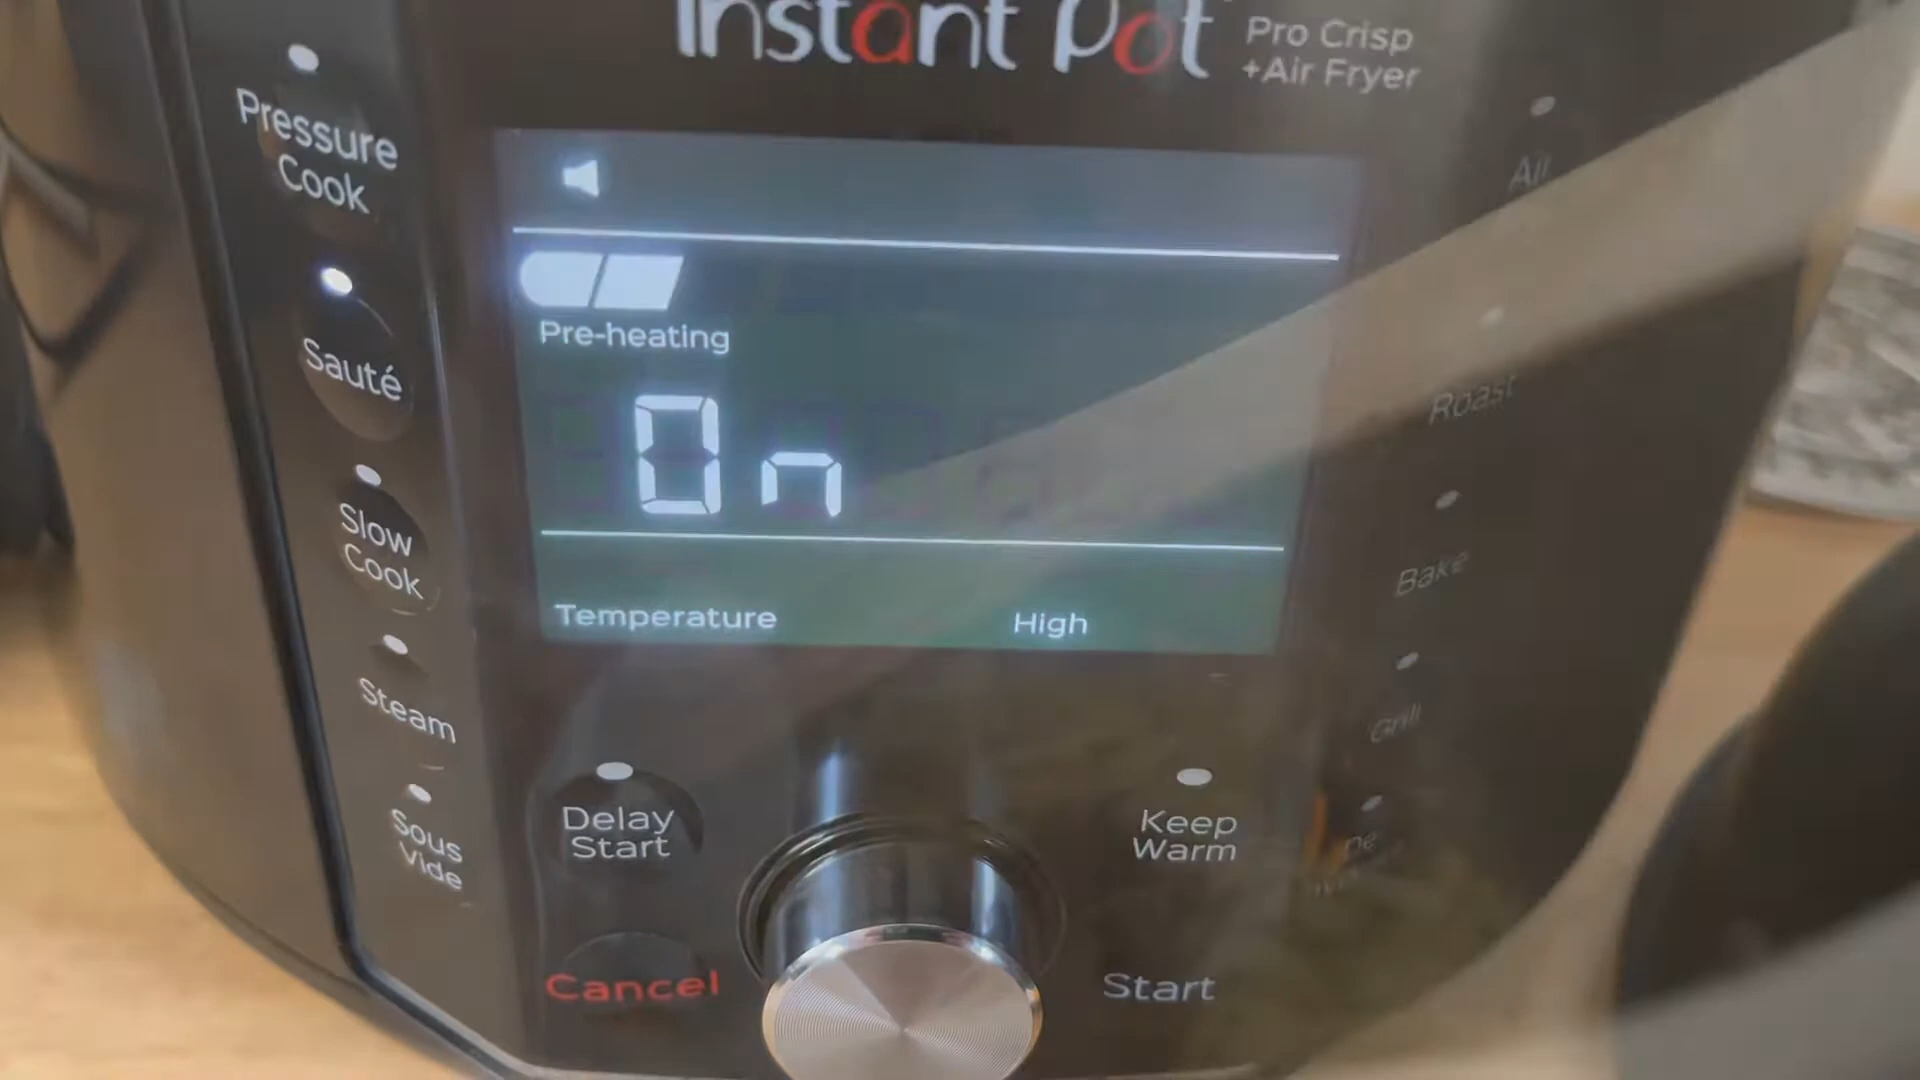 Instant Pot
Pro Crisp
+Air Fryer
Pressure
Cook
Sauté
Slow
Cook
Steam
Sous
Vide
Pre-heating
On
Temperature High
Delay
Start
Keep
Warm
Cancel
Start
Roast
Bake
Grill